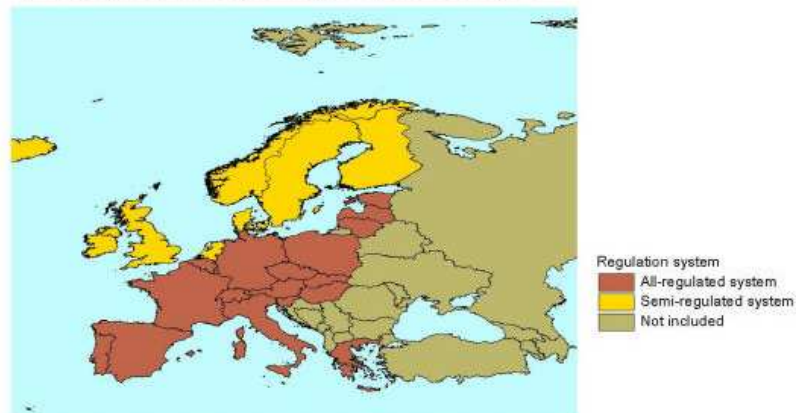 Regulation system
All-regulated system
Semi-regulated system
Not included